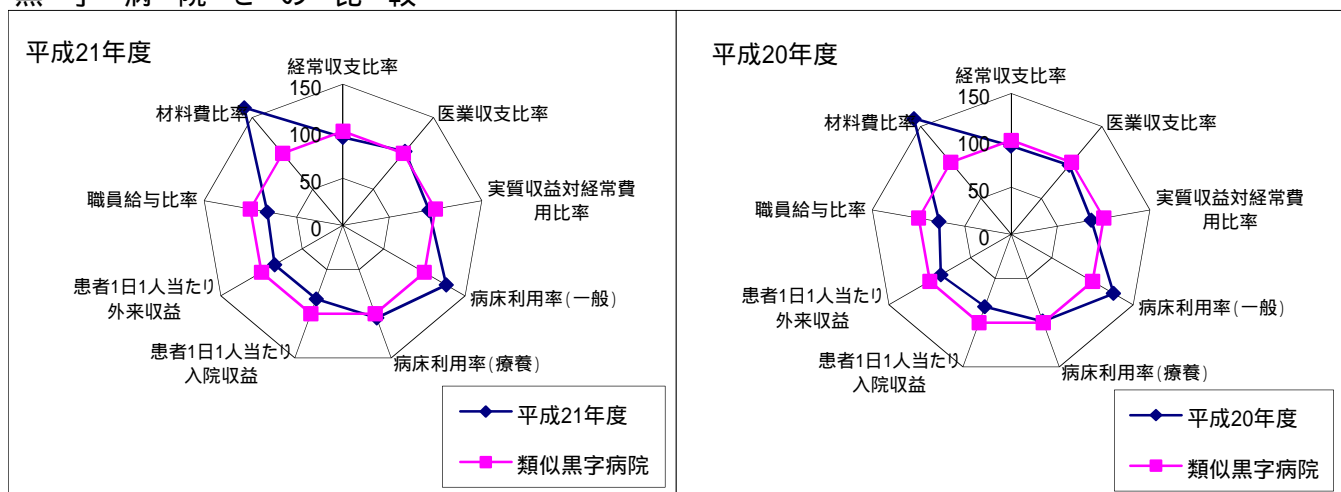 黒字病院との比較
平成21年度
経常収支比率
150
100
50
0
医業収支比率
実質収益対経常費
用比率
病床利用率(一般)
病床利用率(療養)
患者1日1人当たり
入院収益
患者1日1人当たり
外来収益
職員給与比率
材料費比率
平成21年度
類似黒字病院
平成20年度
経常収支比率
150
100
50
0
医業収支比率
実質収益対経常費
用比率
病床利用率(一般)
病床利用率(療養)
患者1日1人当たり
入院収益
患者1日1人当たり
外来収益
職員給与比率
材料費比率
平成20年度
類似黒字病院